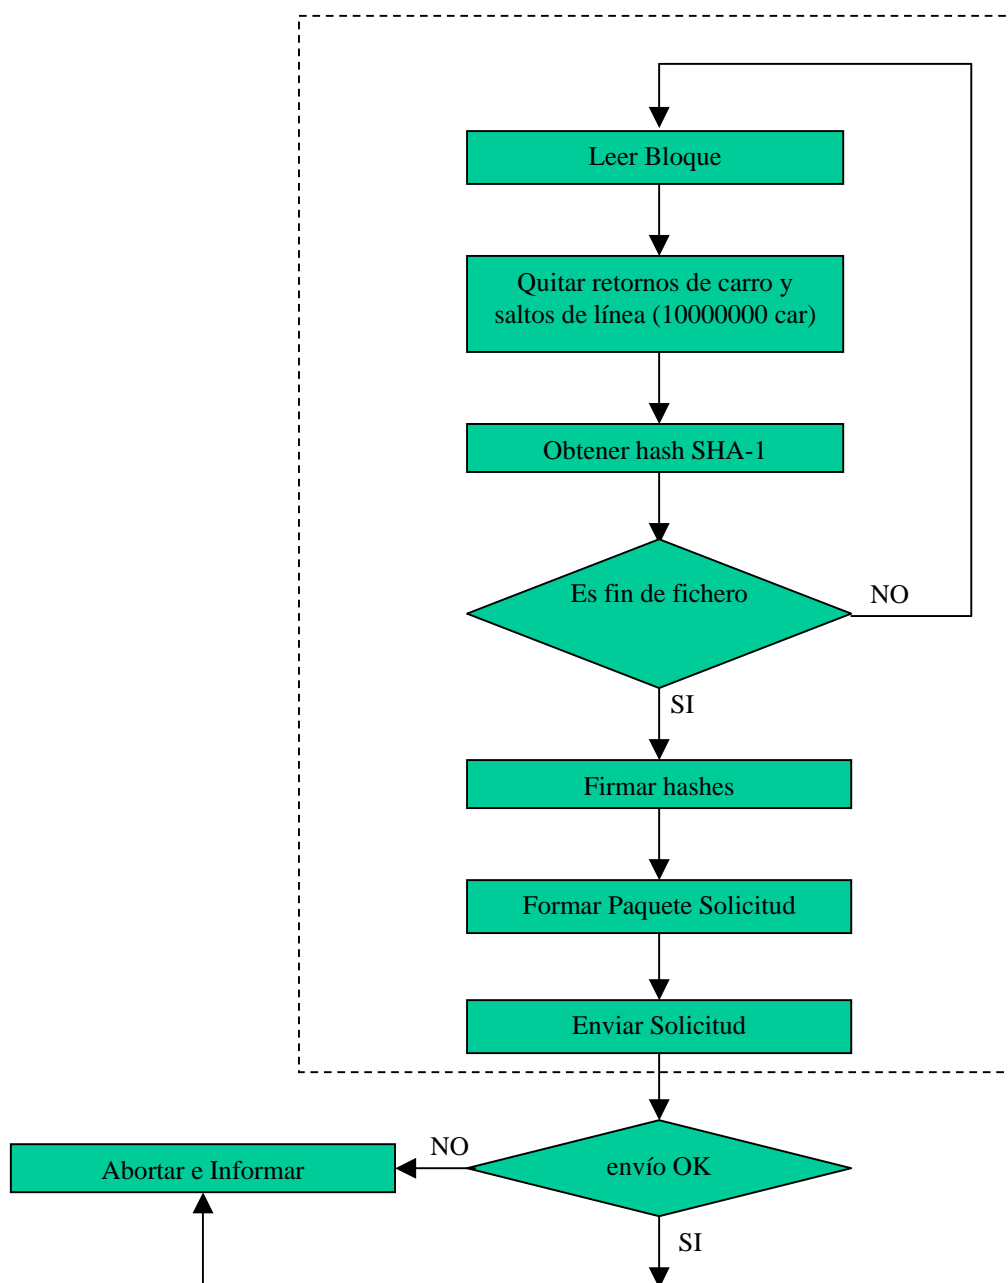 Leer Bloque
Quitar retornos de carro y
saltos de línea (10000000 car)
Obtener hash SHA-1
Es fin de fichero
NO
SI
Firmar hashes
Formar Paquete Solicitud
Enviar Solicitud
NO
envío OK
Abortar e Informar
SI